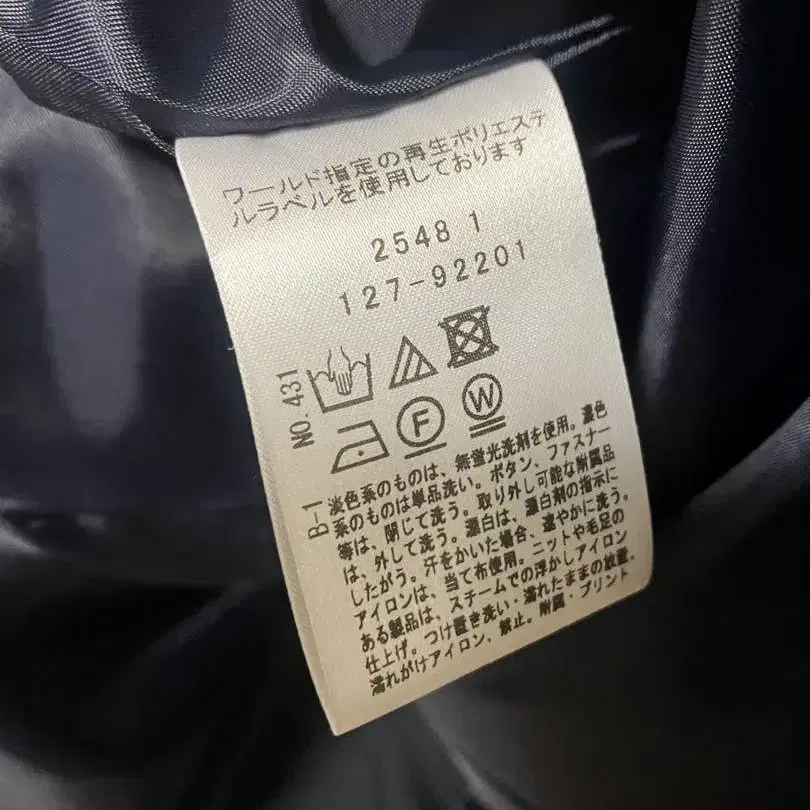 ワールド指定の再生ポリエステ
ルラベルを使用しております
2548 1
127-92201
NO. 431
F
W
B-1
淡色系のものは、無蛍光洗剤を使用。濃色
系のものは単品洗い。ボタン、ファスナー
等は、閉じて洗う。取り外し可能な附属品
は、外して洗う。漂白は、漂白剤の指示に
したがう。汗をかいた場合、速やかに洗う。
アイロンは、当て布使用。ニットや毛足の
ある製品は、スチームでの浮かしアイロン
仕上げ。つけ置き洗い・濡れたままの放置、
濡れがけアイロン、禁止。附属・プリント